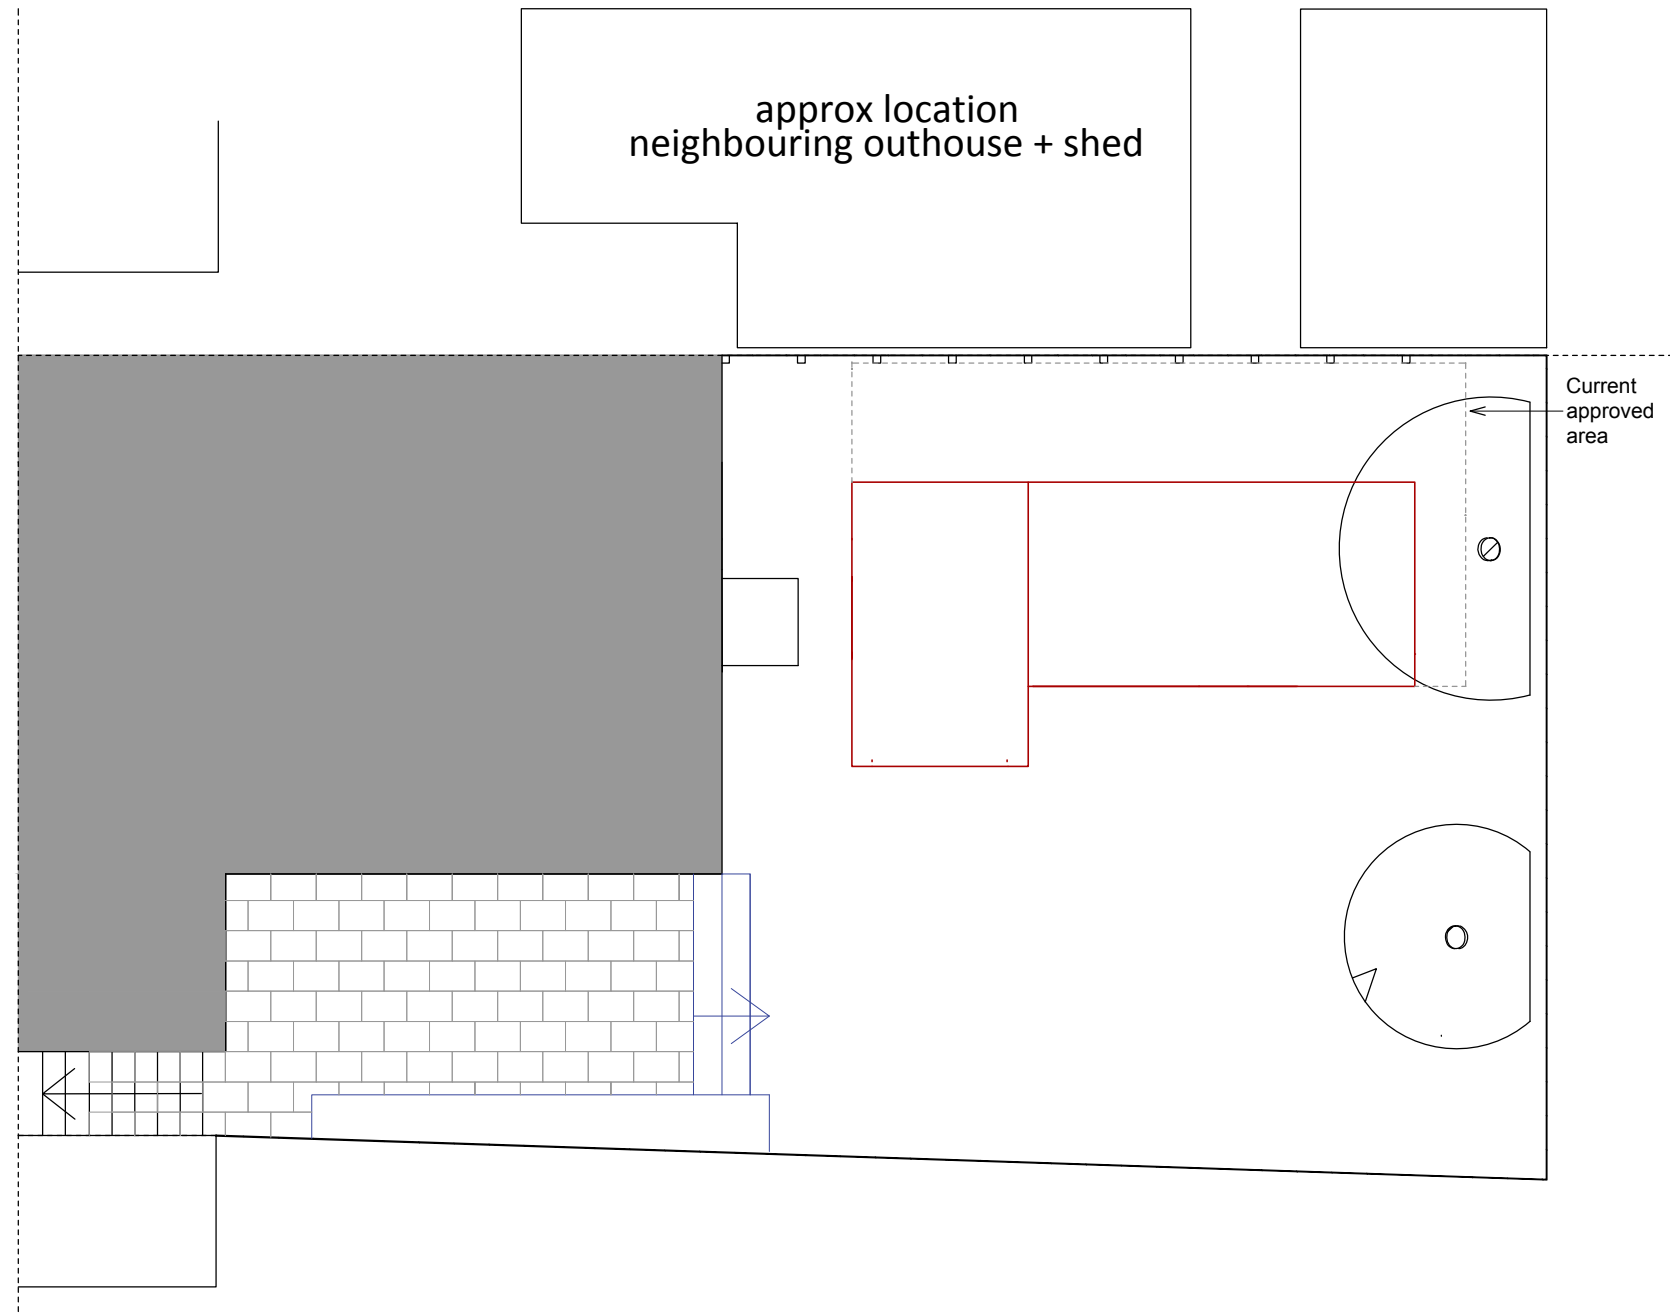 approx location
neighbouring outhouse + shed
Current
approved
area